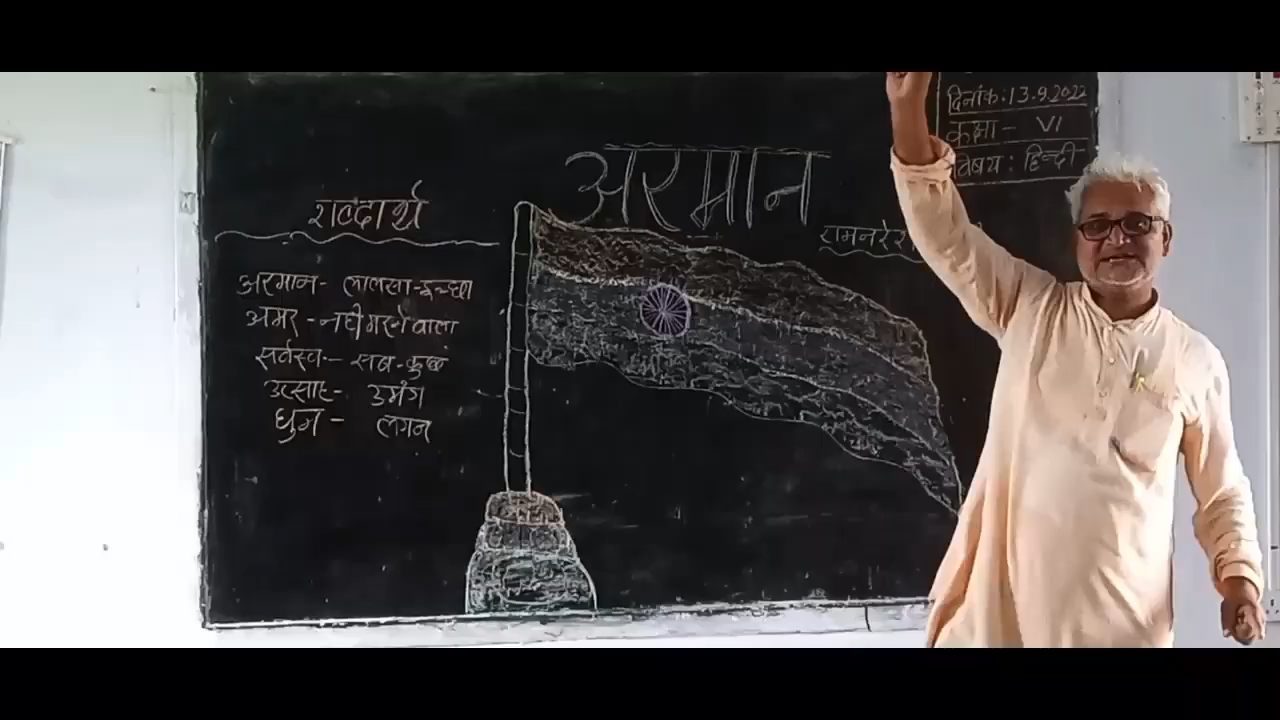 दिनांक: 13.9.2022
कक्षा - VI
विषय : हिन्दी
अरमान
शब्दार्थ
अरमान - लालसा - इच्छा
अमर - नही मरने वाला
सर्वस्व - सब - कुछ
उत्साह - उमंग
धुन - लगन